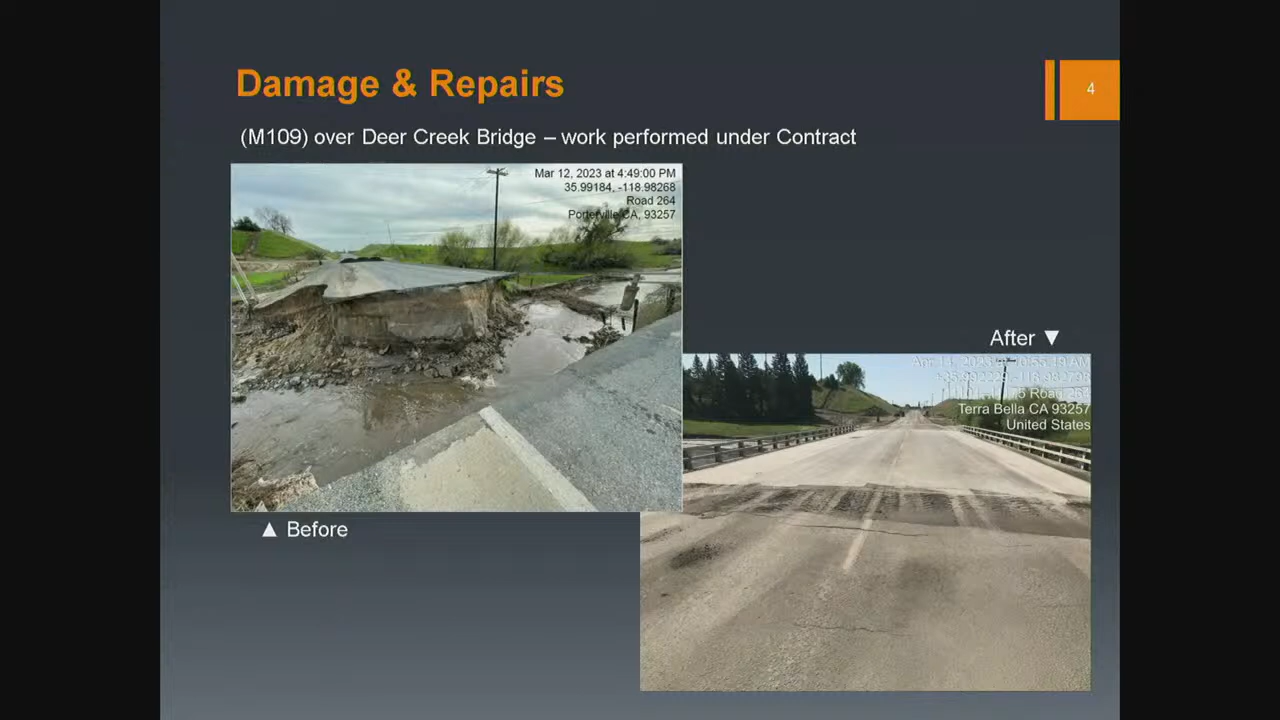 Damage & Repairs
4
(M109) over Deer Creek Bridge – work performed under Contract
Mar 12, 2023 at 4:49:00 PM
35.99184, -118.98268
Road 264
Porterville CA, 93257
After ▼
Terra Bella CA 93257
United States
▲ Before